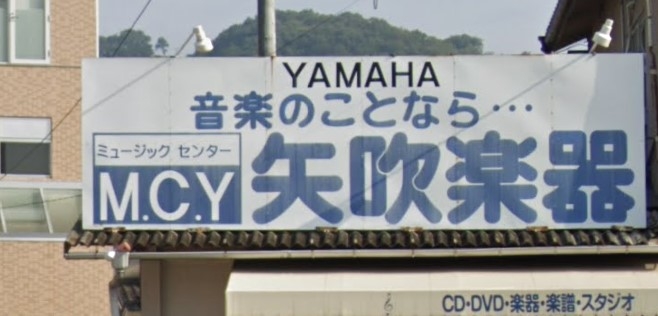 YAMAHA
音楽のことなら…
ミュージック センター
M.C.Y
矢吹楽器
CD・DVD・楽器・楽譜・スタジオ